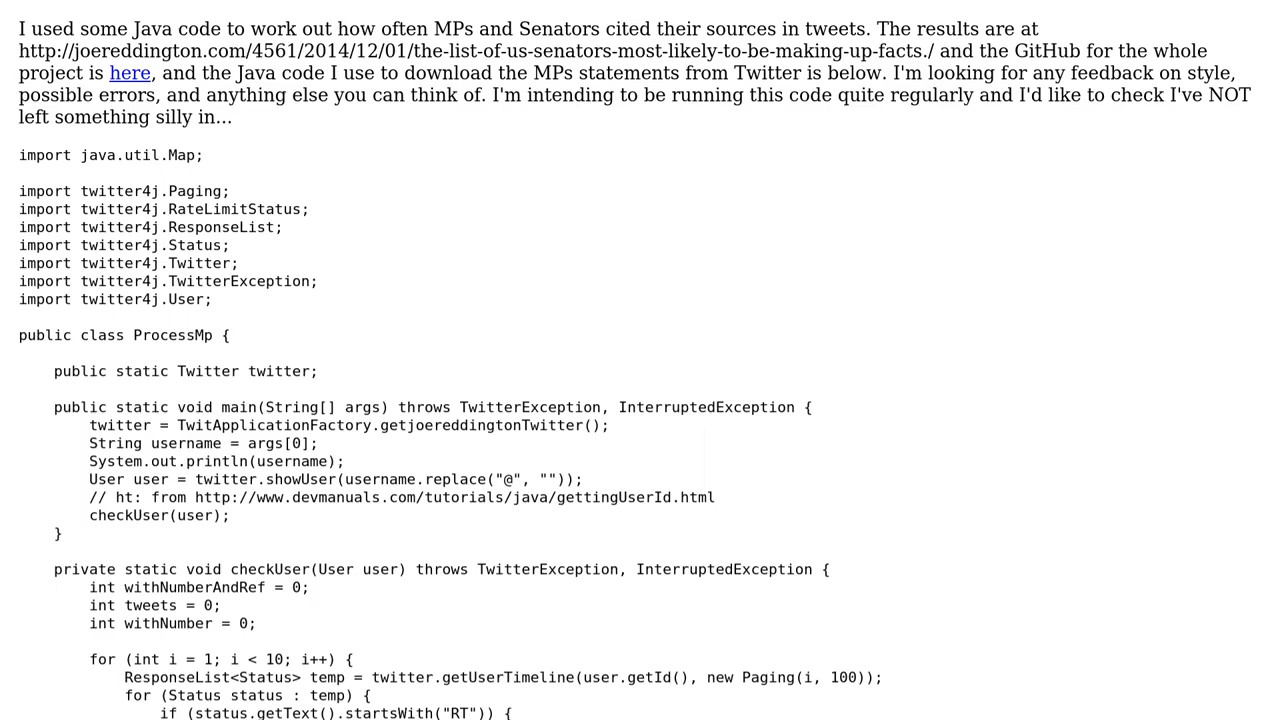 I used some Java code to work out how often MPs and Senators cited their sources in tweets. The results are at
http://joereddington.com/4561/2014/12/01/the-list-of-us-senators-most-likely-to-be-making-up-facts./ and the GitHub for the whole
project is here, and the Java code I use to download the MPs statements from Twitter is below. I'm looking for any feedback on style,
possible errors, and anything else you can think of. I'm intending to be running this code quite regularly and I'd like to check I've NOT
left something silly in...
import java.util.Map;
import twitter4j.Paging;
import twitter4j.RateLimitStatus;
import twitter4j.ResponseList;
import twitter4j.Status;
import twitter4j.Twitter;
import twitter4j.TwitterException;
import twitter4j.User;
public class ProcessMp {
    public static Twitter twitter;
    public static void main(String[] args) throws TwitterException, InterruptedException {
        twitter = TwitApplicationFactory.getjoereddingtonTwitter();
        String username = args[0];
        System.out.println(username);
        User user = twitter.showUser(username.replace("@", ""));
        // ht: from http://www.devmanuals.com/tutorials/java/gettingUserId.html
        checkUser(user);
    }
    private static void checkUser(User user) throws TwitterException, InterruptedException {
        int withNumberAndRef = 0;
        int tweets = 0;
        int withNumber = 0;
        for (int i = 1; i < 10; i++) {
            ResponseList<Status> temp = twitter.getUserTimeline(user.getId(), new Paging(i, 100));
            for (Status status : temp) {
                if (status.getText().startsWith("RT")) {